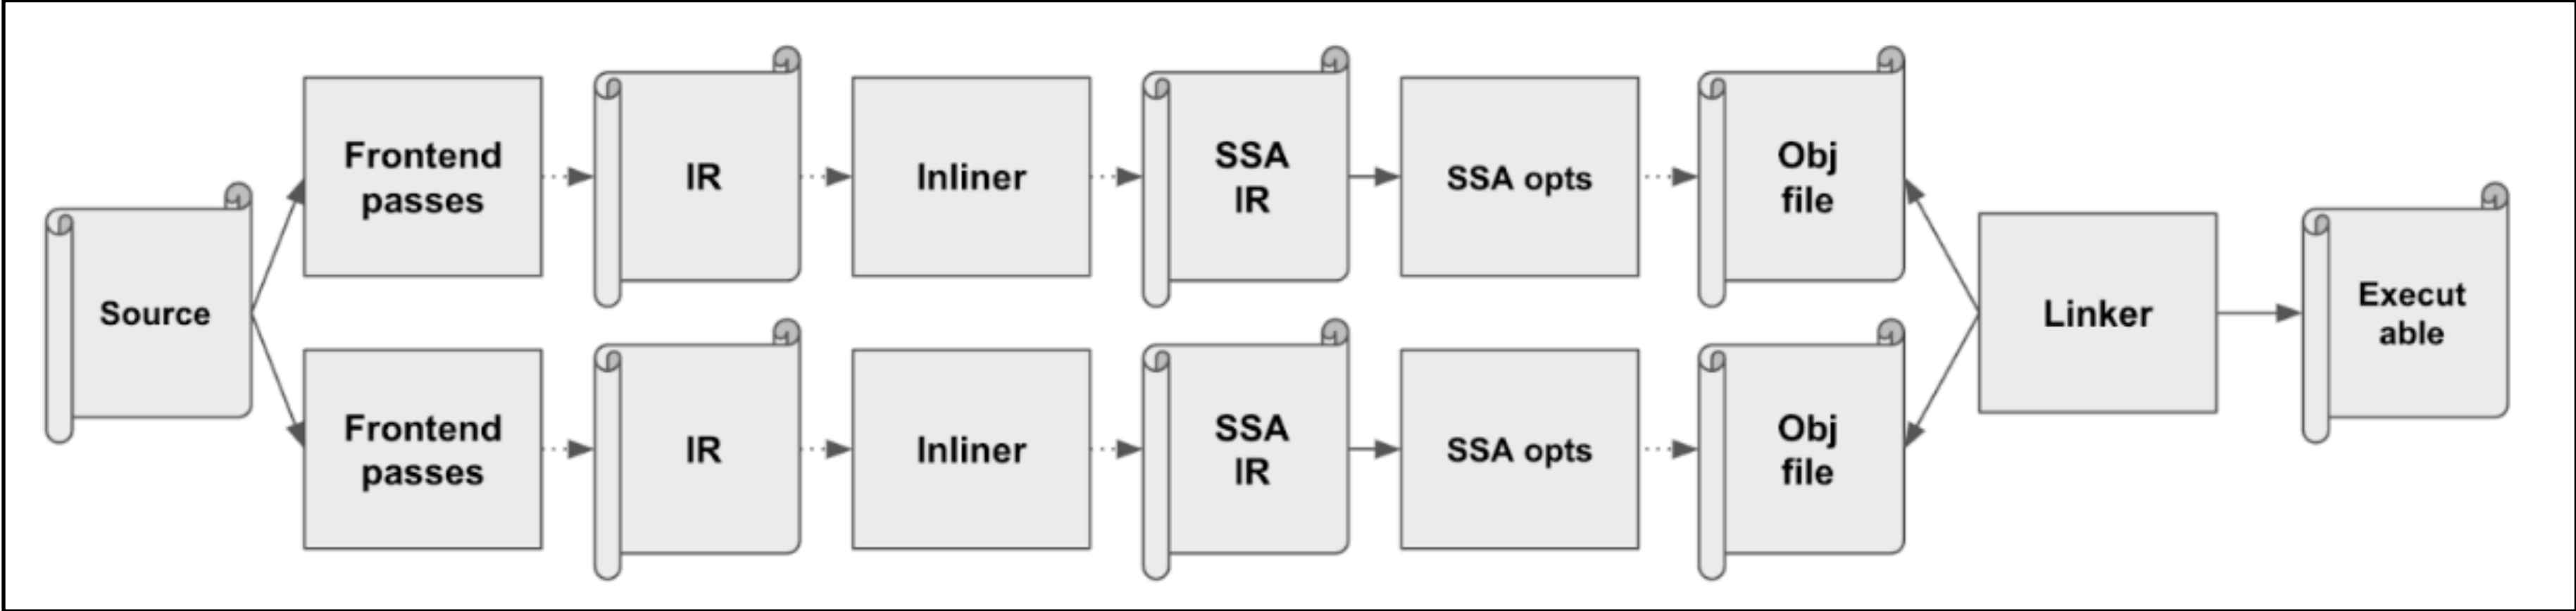 Source
Frontend
passes
IR
Inliner
SSA
IR
SSA opts
Obj
file
Frontend
passes
IR
Inliner
SSA
IR
SSA opts
Obj
file
Linker
Execut
able